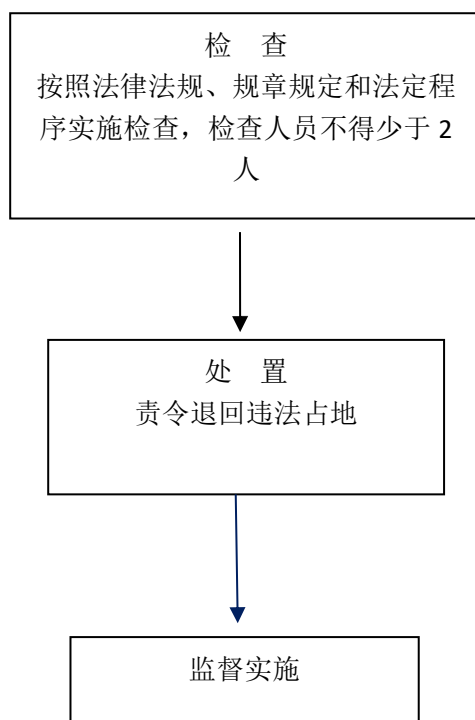 检 查
按照法律法规、规章规定和法定程
序实施检查，检查人员不得少于 2
人
处 置
责令退回违法占地
监督实施